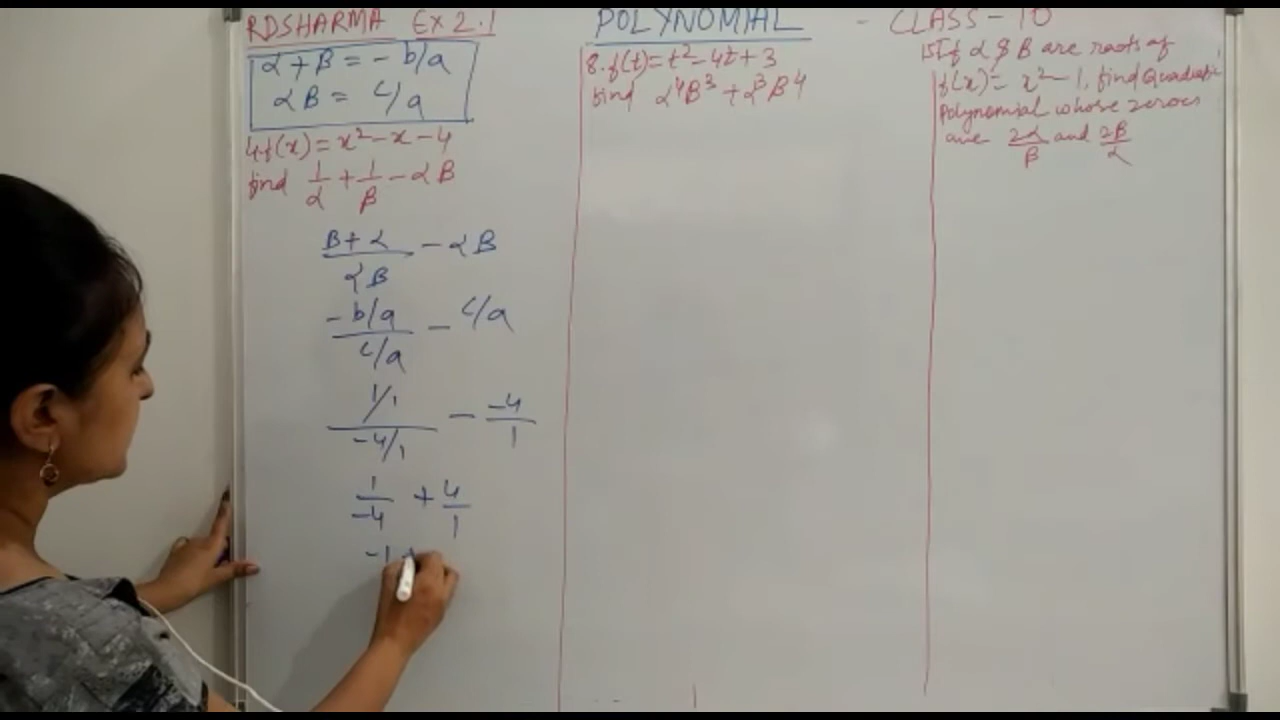 RDSHARMA EX 2.1
POLYNOMIAL - CLASS-10
α+β = - b/a
αβ = c/a
4. f(x) = x² - x - 4
find 1/α + 1/β - αβ
β+α/αβ - αβ
-b/a / c/a - c/a
1/1 / -4/1 - -4/1
1/-4 + 4/1
-1 +
8. f(t) = t² - 4t + 3
find α⁴β³ + α³β⁴
15 If α & β are roots of
f(x) = x² - 1, find Quadratic
Polynomial whose zeroes
are 2α/β and 2β/α